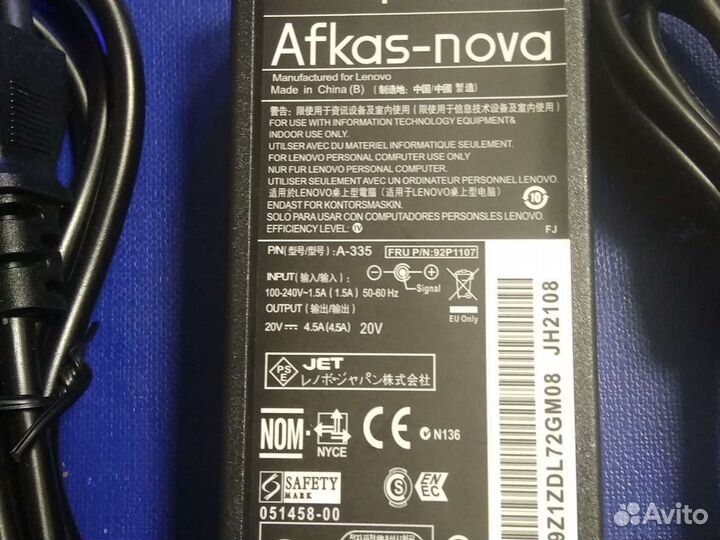 Afkas-nova
Manufactured for Lenovo
Made in China (B) (制造地: 中国/中國 製造)
警告: 限使用于资讯设备及室内使用 (限使用于信息技术设备及室内使用)
FOR USE WITH INFORMATION TECHNOLOGY EQUIPMENT&
INDOOR USE ONLY.
UTILISER AVEC DU MATERIEL INFORMATIQUE SEULEMENT.
FOR LENOVO PERSONAL COMPUTER USE ONLY
NUR FUR LENOVO PERSONAL COMPUTER.
UTILISER SEULEMENT AVEC UN ORDINATEUR PERSONNEL LENOVO.
适用於LENOVO桌上型電腦 (适用于LENOVO桌上型电脑)
ENDAST FOR KONTORSMASKIN.
SOLO PARA USAR CON COMPUTADORES PERSONSLES LENOVO.
EFFICIENCY LEVEL: IV
10
FJ
P/N(型号/型号): A-335
FRU P/N:92P1107
INPUT (输入/输入) :
100-240V~1.5A (1.5A) 50-60 Hz
Signal
OUTPUT (输出/输出)
20V 4.5A (4.5A) 20V
EU Only
PS
E
JET
レノボ・ジャパン株式会社
NOM
NYCE
CE
N136
S
SAFETY
MARK
051458-00
S
EN
EC
9Z1ZDL72GM08 JH2108
Avito